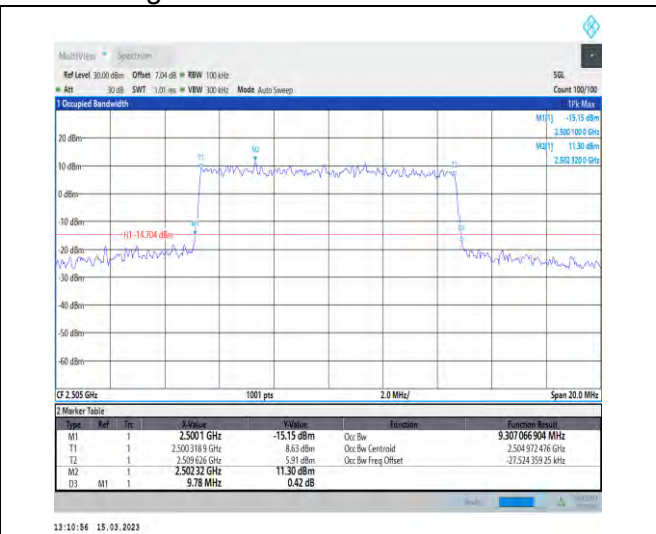 MultiView Spectrum
Ref Level 30.00 dBm Offset 7.04 dB RBW 100 kHz SGL
Att 30 dB SWT 1.01 ms VBW 300 kHz Mode Auto Sweep Count 100/100
1 Occupied Bandwidth 1Pk Max
M1[1] -15.15 dBm
2.500 100 0 GHz
M2[1] 11.30 dBm
2.502 320 0 GHz
20 dBm
10 dBm
0 dBm
-10 dBm
H1 -14.704 dBm
-20 dBm
-30 dBm
-40 dBm
-50 dBm
-60 dBm
T1
M2
T2
M1
D3
CF 2.505 GHz 1001 pts 2.0 MHz/ Span 20.0 MHz
2 Marker Table
Type Ref Trc X-Value Y-Value Function Function Result
M1 1 2.5001 GHz -15.15 dBm Occ Bw 9.307 066 904 MHz
T1 1 2.500 318 9 GHz 8.63 dBm Occ Bw Centroid 2.504 972 476 GHz
T2 1 2.509 626 GHz 5.91 dBm Occ Bw Freq Offset -27.524 359 25 kHz
M2 1 2.502 32 GHz 11.30 dBm
D3 M1 1 9.78 MHz 0.42 dB
13:10:56 15.03.2023